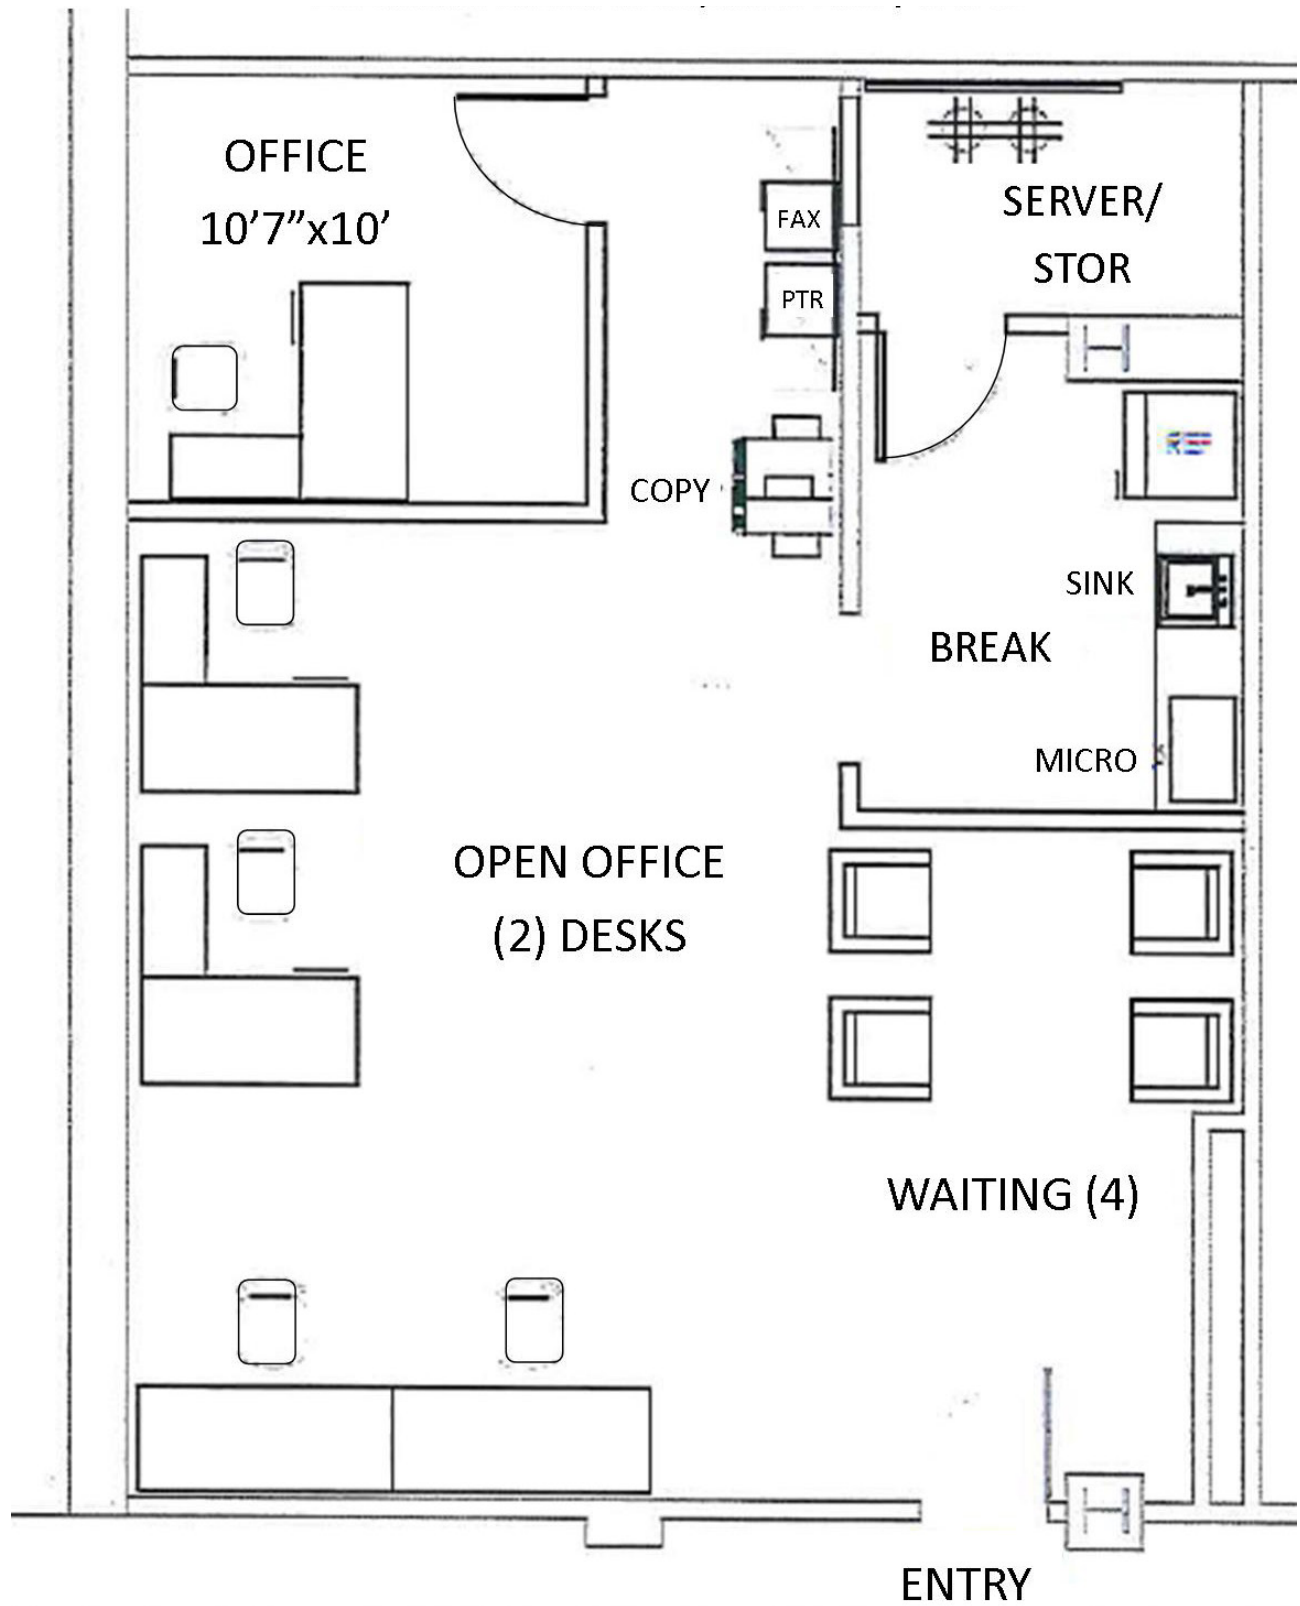 OFFICE
10’7”x10’
FAX
PTR
SERVER/
STOR
COPY
SINK
BREAK
MICRO
OPEN OFFICE
(2) DESKS
WAITING (4)
ENTRY